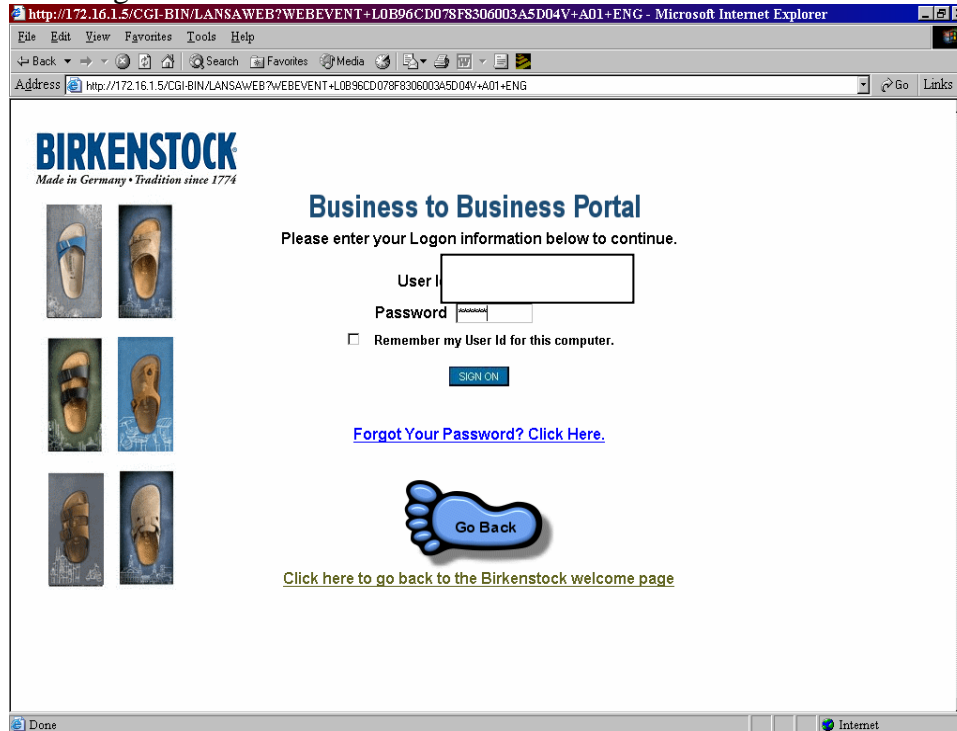 http://172.16.1.5/CGI-BIN/LANSAWEB?WEBEVENT+L0B96CD078F8306003A5D04V+A01+ENG - Microsoft Internet Explorer
File Edit View Favorites Tools Help
Back Search Favorites Media
Address http://172.16.1.5/CGI-BIN/LANSAWEB?WEBEVENT+L0B96CD078F8306003A5D04V+A01+ENG Go Links
BIRKENSTOCK
Made in Germany • Tradition since 1774
Business to Business Portal
Please enter your Logon information below to continue.
User I
Password ******
Remember my User Id for this computer.
SIGN ON
Forgot Your Password? Click Here.
Go Back
Click here to go back to the Birkenstock welcome page
Done Internet